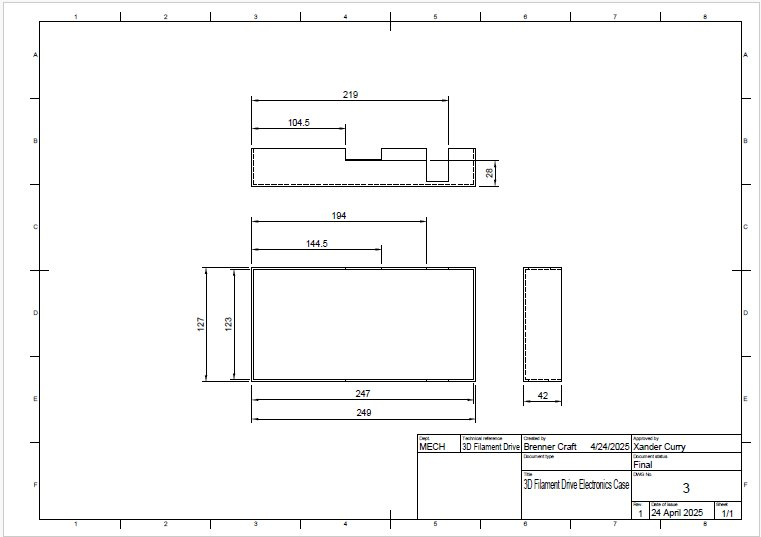 1 2 3 4 5 6 7 8
A A
219
104.5
B B
28
C C
194
144.5
D D
127
123
E E
247
249
42
Dept. Technical reference Created by Approved by
MECH 3D Filament Drive Brenner Craft 4/24/2025 Xander Curry
Document type Document status
Final
Title DWG No.
3D Filament Drive Electronics Case
3
F F
Rev. Date of issue Sheet
1 24 April 2025 1/1
1 2 3 4 5 6 7 8